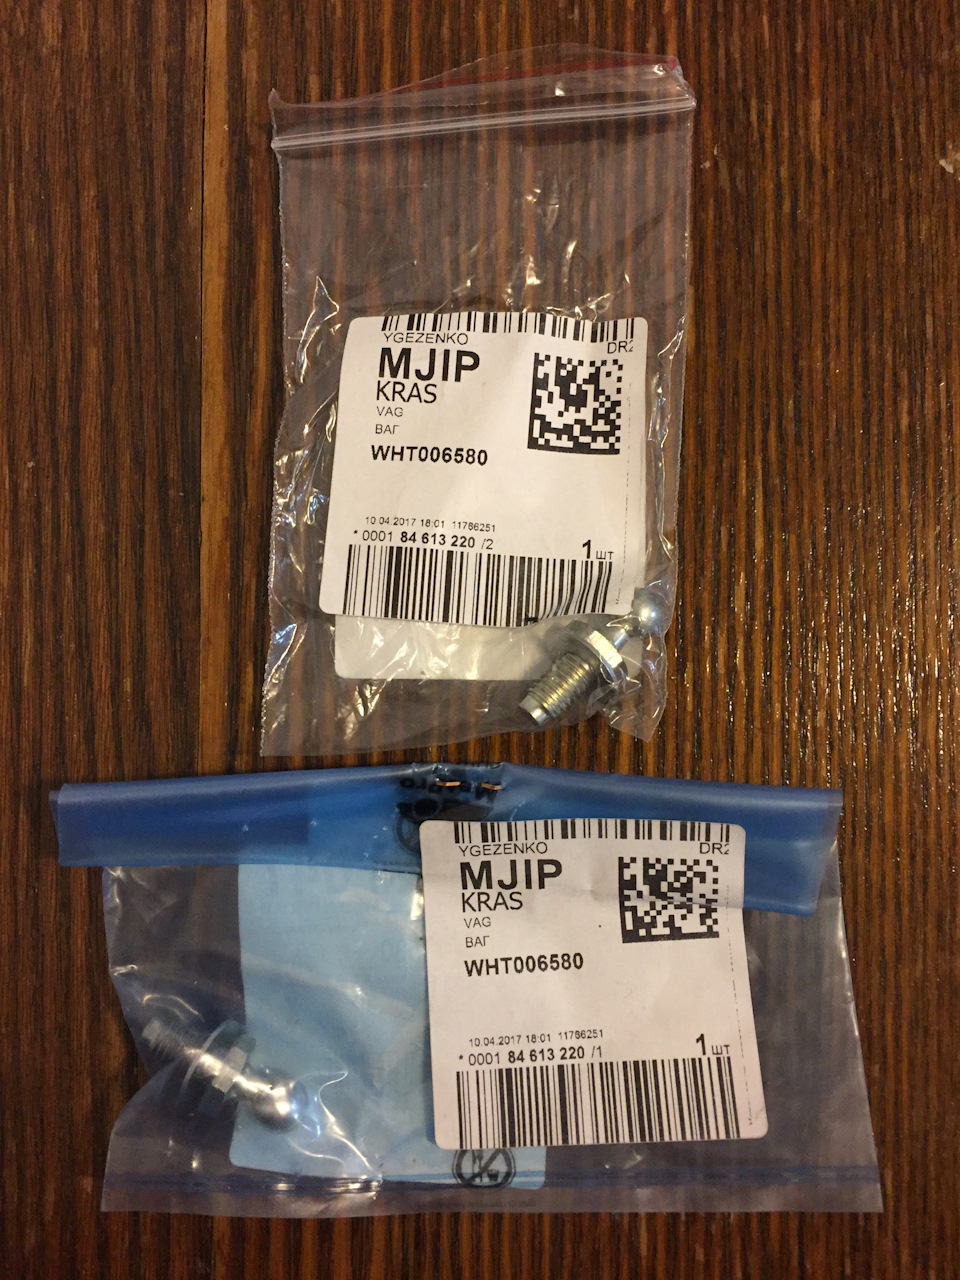 YGEZENKO
DR2
MJIP
KRAS
VAG
ВАГ
WHT006580
10.04.2017 18:01 11766251
* 0001 84 613 220 /2
1 шт
YGEZENKO
DR2
MJIP
KRAS
VAG
ВАГ
WHT006580
10.04.2017 18:01 11766251
* 0001 84 613 220 /1
1 шт